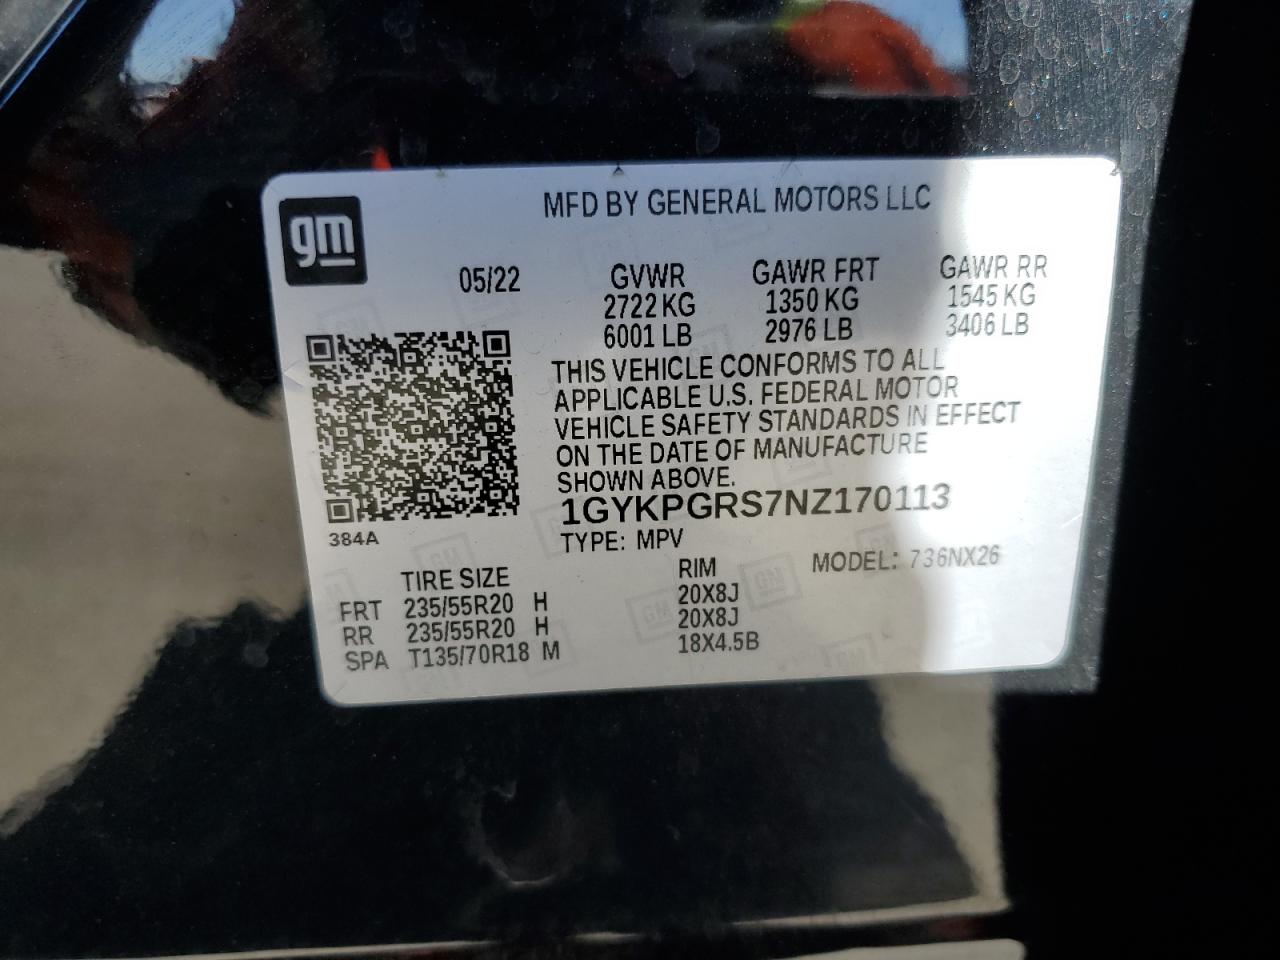 gm
MFD BY GENERAL MOTORS LLC
05/22 GVWR GAWR FRT GAWR RR
2722 KG 1350 KG 1545 KG
6001 LB 2976 LB 3406 LB
THIS VEHICLE CONFORMS TO ALL
APPLICABLE U.S. FEDERAL MOTOR
VEHICLE SAFETY STANDARDS IN EFFECT
ON THE DATE OF MANUFACTURE
SHOWN ABOVE.
1GYKPGRS7NZ170113
384A
TYPE: MPV
MODEL: 736NX26
TIRE SIZE RIM
FRT 235/55R20 H 20X8J
RR 235/55R20 H 20X8J
SPA T135/70R18 M 18X4.5B
GM
GM